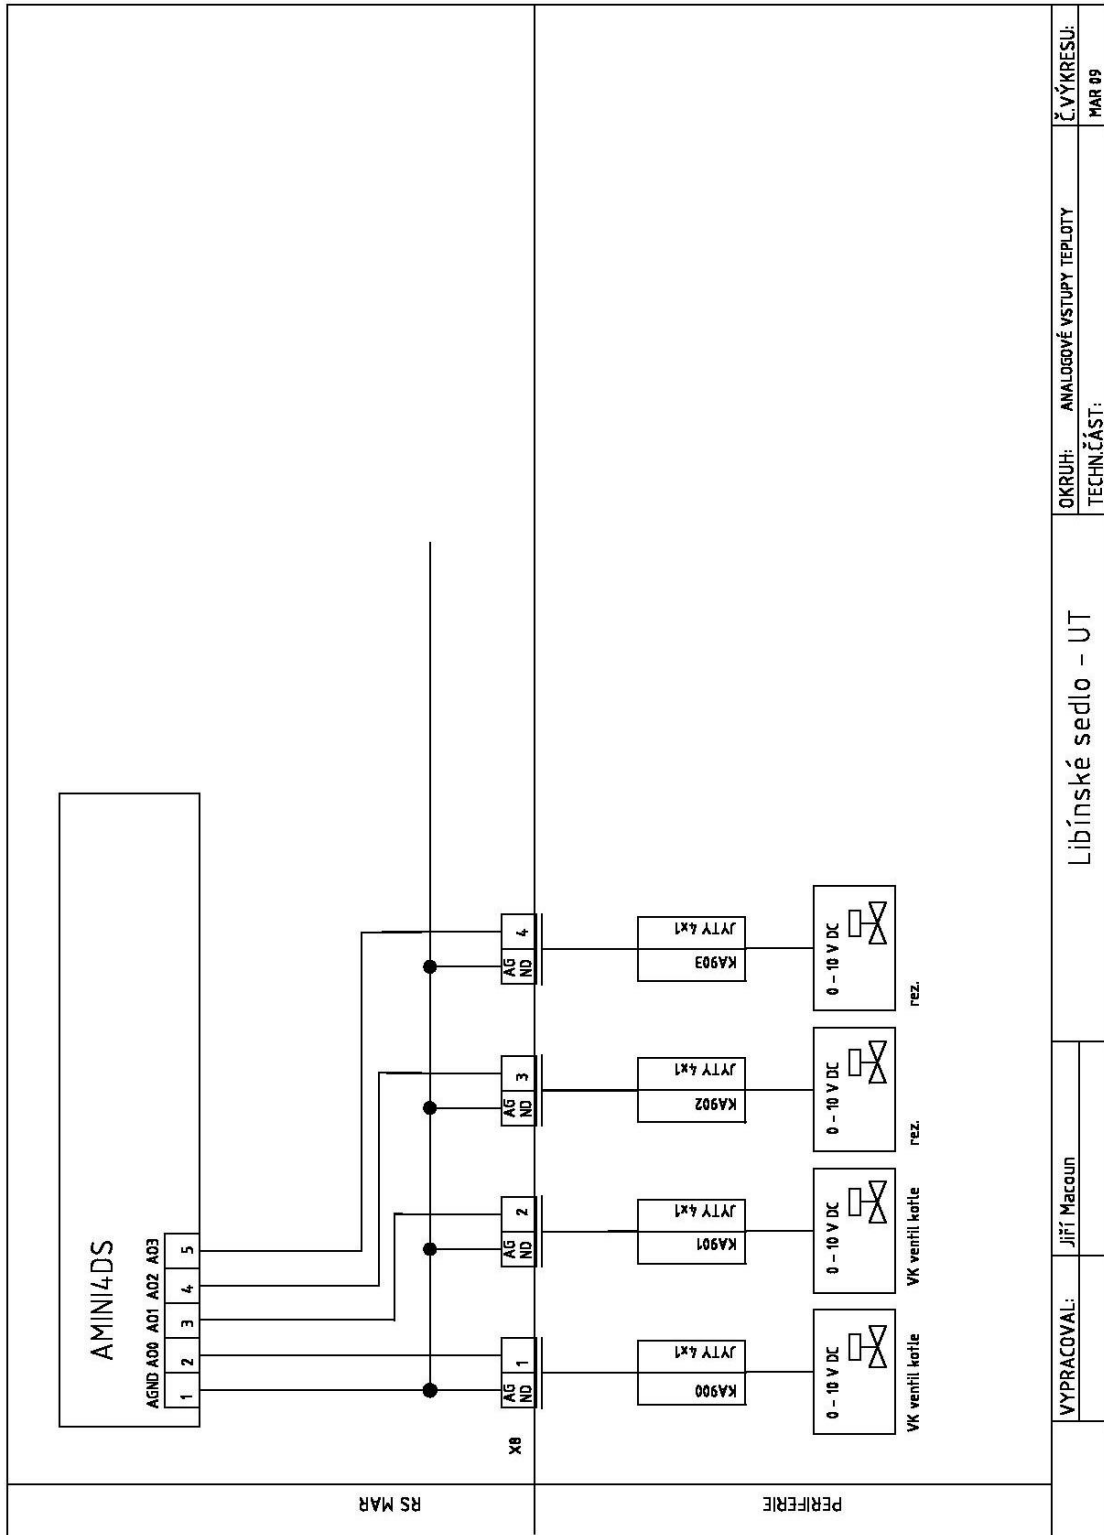 RS MAR
AMINI4DS
AGND AO0 AO1 AO2 AO3
1 2 3 4 5
X8
AG ND 1
AG ND 2
AG ND 3
AG ND 4
PERIFERIE
KA900 JYTY 4x1
KA901 JYTY 4x1
KA902 JYTY 4x1
KA903 JYTY 4x1
0 - 10 V DC
0 - 10 V DC
0 - 10 V DC
0 - 10 V DC
VK ventil kotle
VK ventil kotle
rez.
rez.
VYPRACOVAL: Jiří Macoun
Libínské sedlo - UT
OKRUH: ANALOGOVÉ VSTUPY TEPLOTY
TECHN.ČÁST:
Č.VÝKRESU:
MAR 09